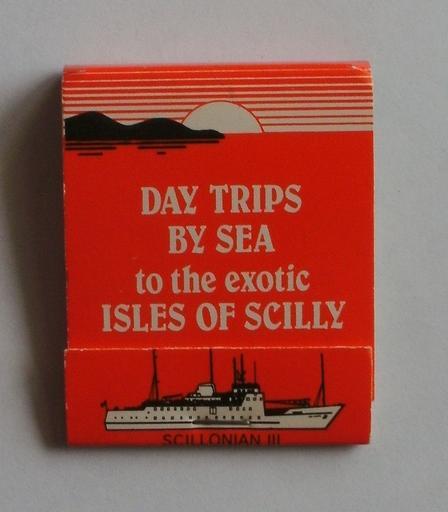 DAY TRIPS
BY SEA
to the exotic
ISLES OF SCILLY
SCILLONIAN III